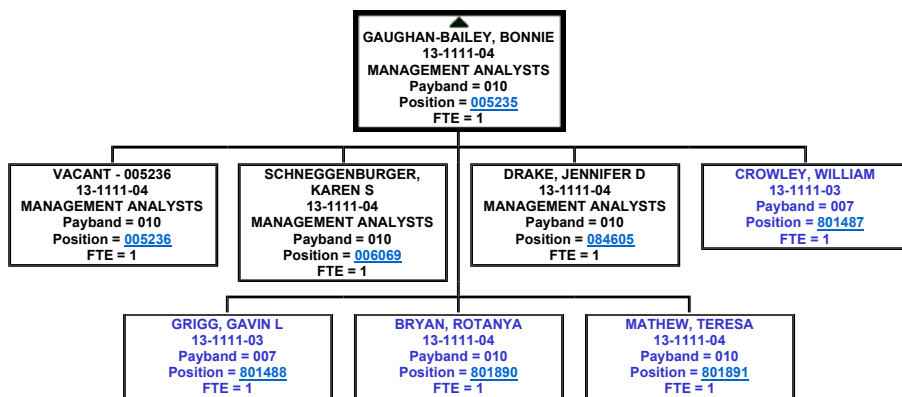 GAUGHAN-BAILEY, BONNIE
13-1111-04
MANAGEMENT ANALYSTS
Payband = 010
Position = 005235
FTE = 1
VACANT - 005236
13-1111-04
MANAGEMENT ANALYSTS
Payband = 010
Position = 005236
FTE = 1
SCHNEGGENBURGER,
KAREN S
13-1111-04
MANAGEMENT ANALYSTS
Payband = 010
Position = 006069
FTE = 1
DRAKE, JENNIFER D
13-1111-04
MANAGEMENT ANALYSTS
Payband = 010
Position = 084605
FTE = 1
CROWLEY, WILLIAM
13-1111-03
Payband = 007
Position = 801487
FTE = 1
GRIGG, GAVIN L
13-1111-03
Payband = 007
Position = 801488
FTE = 1
BRYAN, ROTANYA
13-1111-04
Payband = 010
Position = 801890
FTE = 1
MATHEW, TERESA
13-1111-04
Payband = 010
Position = 801891
FTE = 1